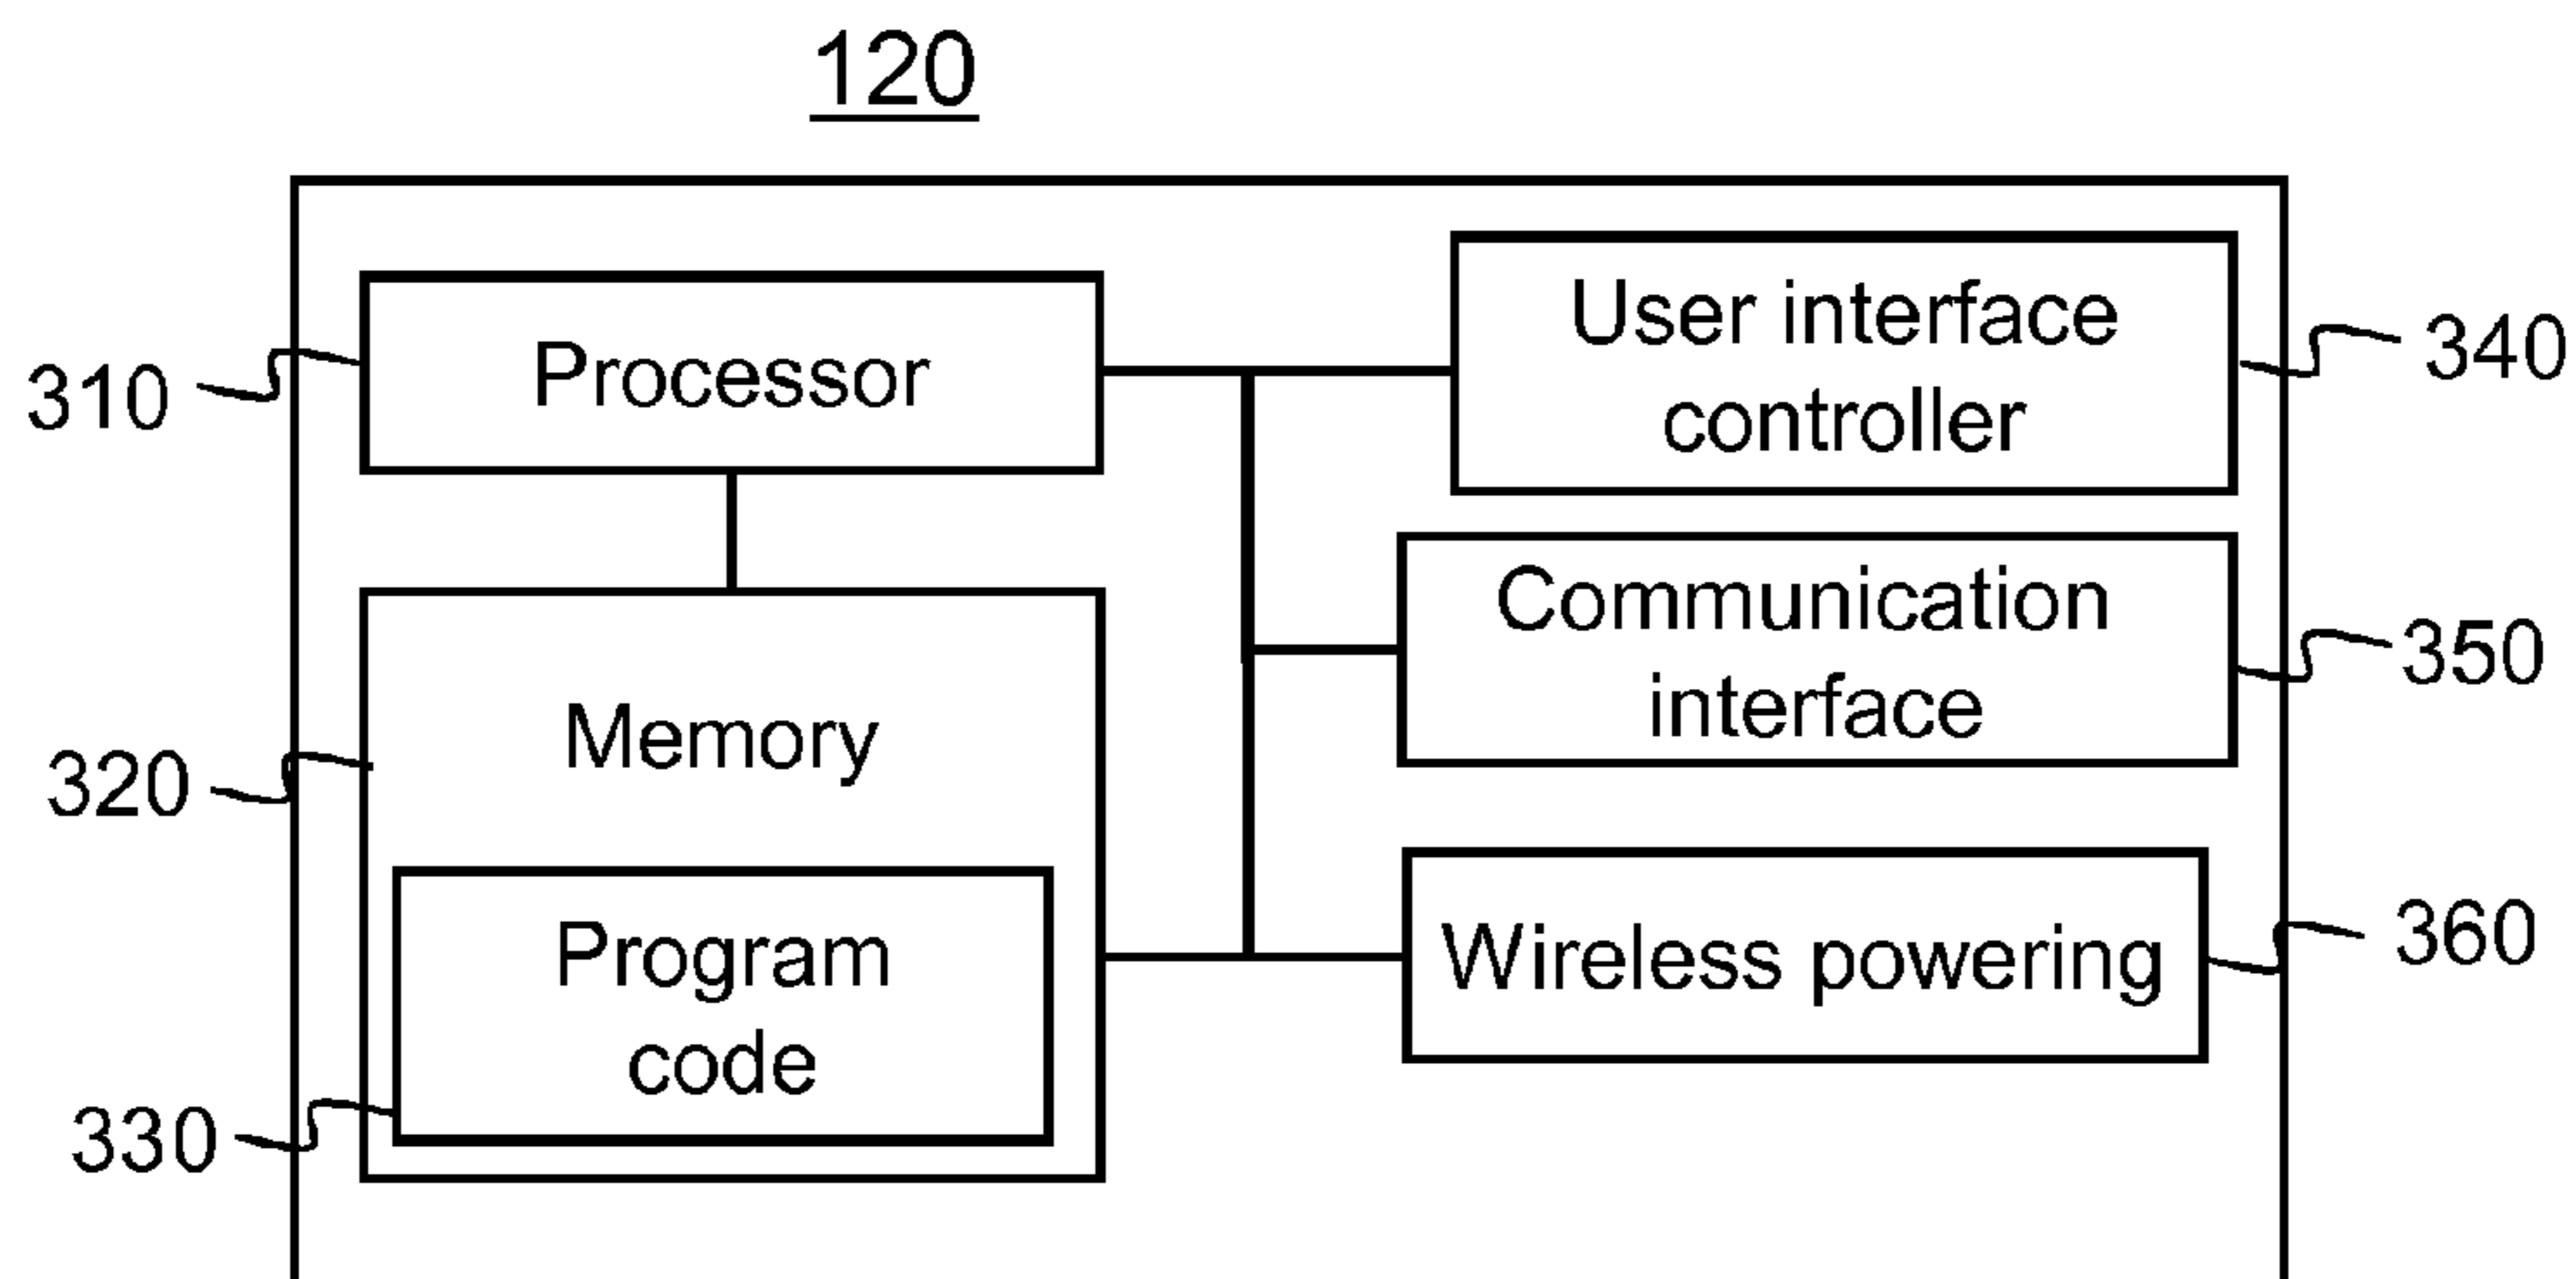 120
310
Processor
User interface
controller
340
320
Memory
Communication
interface
350
330
Program
code
Wireless powering
360